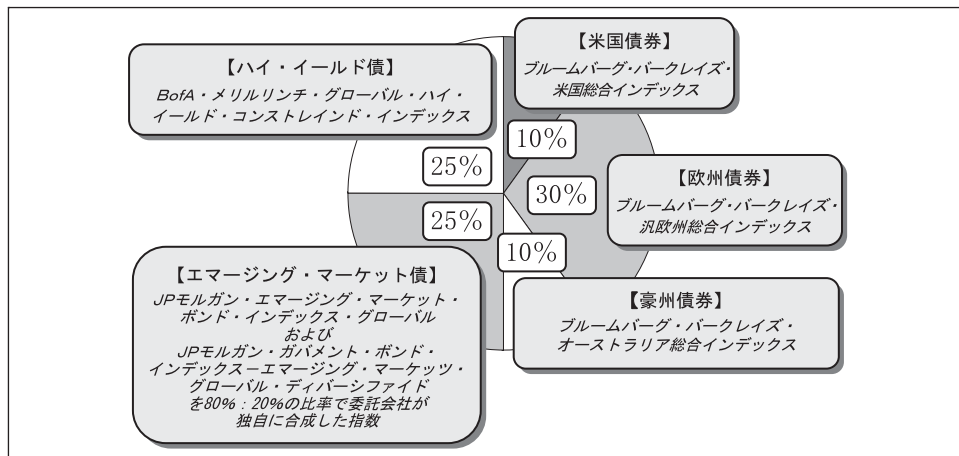 【ハイ・イールド債】
BofA・メリルリンチ・グローバル・ハイ・
イールド・コンストレインド・インデックス
【米国債券】
ブルームバーグ・バークレイズ・
米国総合インデックス
10%
25%
30%
【欧州債券】
ブルームバーグ・バークレイズ・
汎欧州総合インデックス
25%
10%
【エマージング・マーケット債】
JPモルガン・エマージング・マーケット・
ボンド・インデックス・グローバル
および
JPモルガン・ガバメント・ボンド・
インデックス－エマージング・マーケッツ・
グローバル・ディバーシファイド
を80%：20%の比率で委託会社が
独自に合成した指数
【豪州債券】
ブルームバーグ・バークレイズ・
オーストラリア総合インデックス